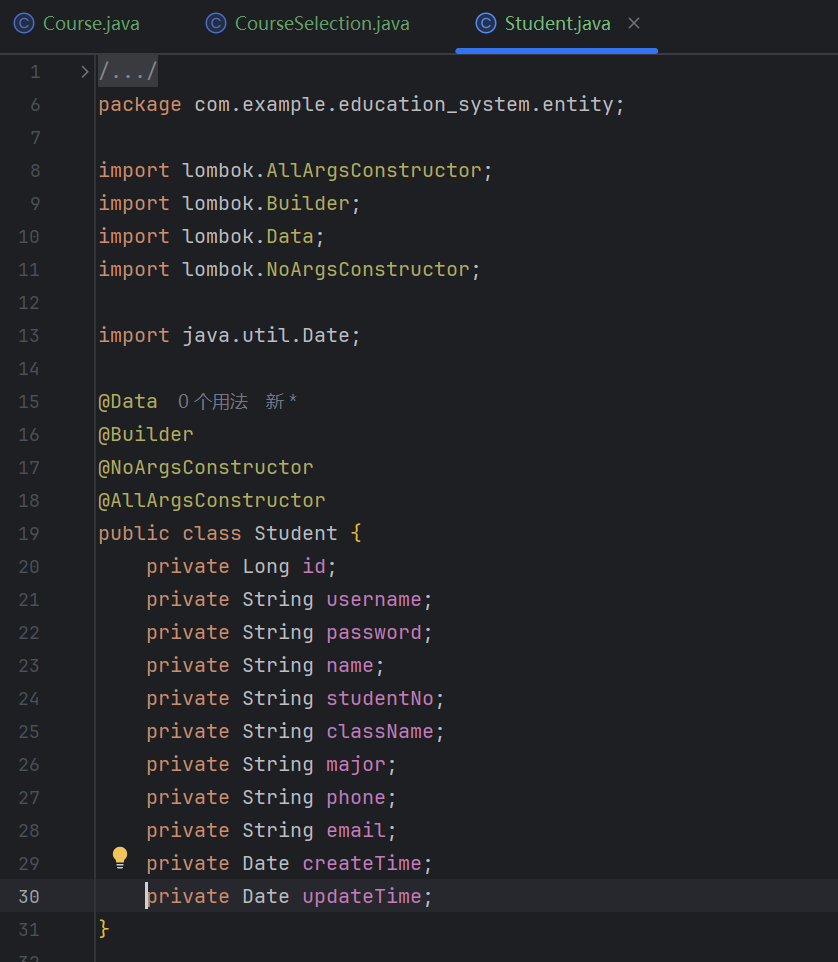 Course.java CourseSelection.java Student.java
1 /.../
6 package com.example.education_system.entity;
7
8 import lombok.AllArgsConstructor;
9 import lombok.Builder;
10 import lombok.Data;
11 import lombok.NoArgsConstructor;
12
13 import java.util.Date;
14
15 @Data 0 个用法 新 *
16 @Builder
17 @NoArgsConstructor
18 @AllArgsConstructor
19 public class Student {
20 private Long id;
21 private String username;
22 private String password;
23 private String name;
24 private String studentNo;
25 private String className;
26 private String major;
27 private String phone;
28 private String email;
29 private Date createTime;
30 private Date updateTime;
31 }
32